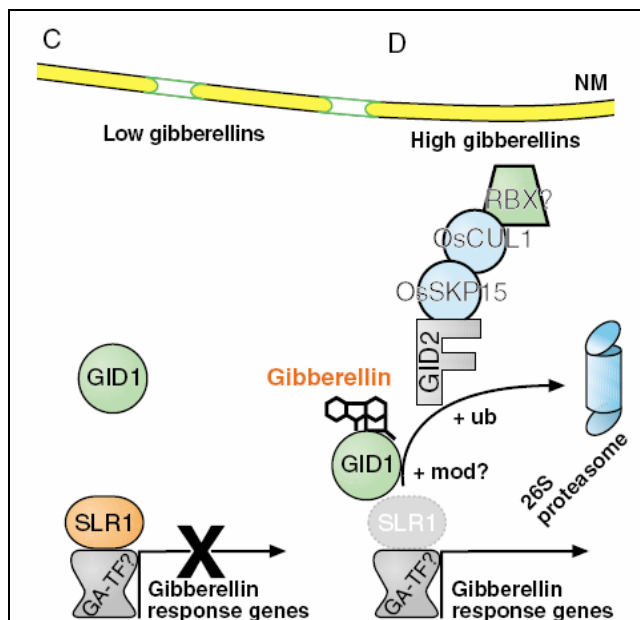 C
D
NM
Low gibberellins
High gibberellins
RBX?
OsCUL1
OsSKP15
GID2
GID1
Gibberellin
+ ub
GID1
+ mod?
26S
proteasome
SLR1
SLR1
X
GA-TF?
Gibberellin
response genes
GA-TF?
Gibberellin
response genes